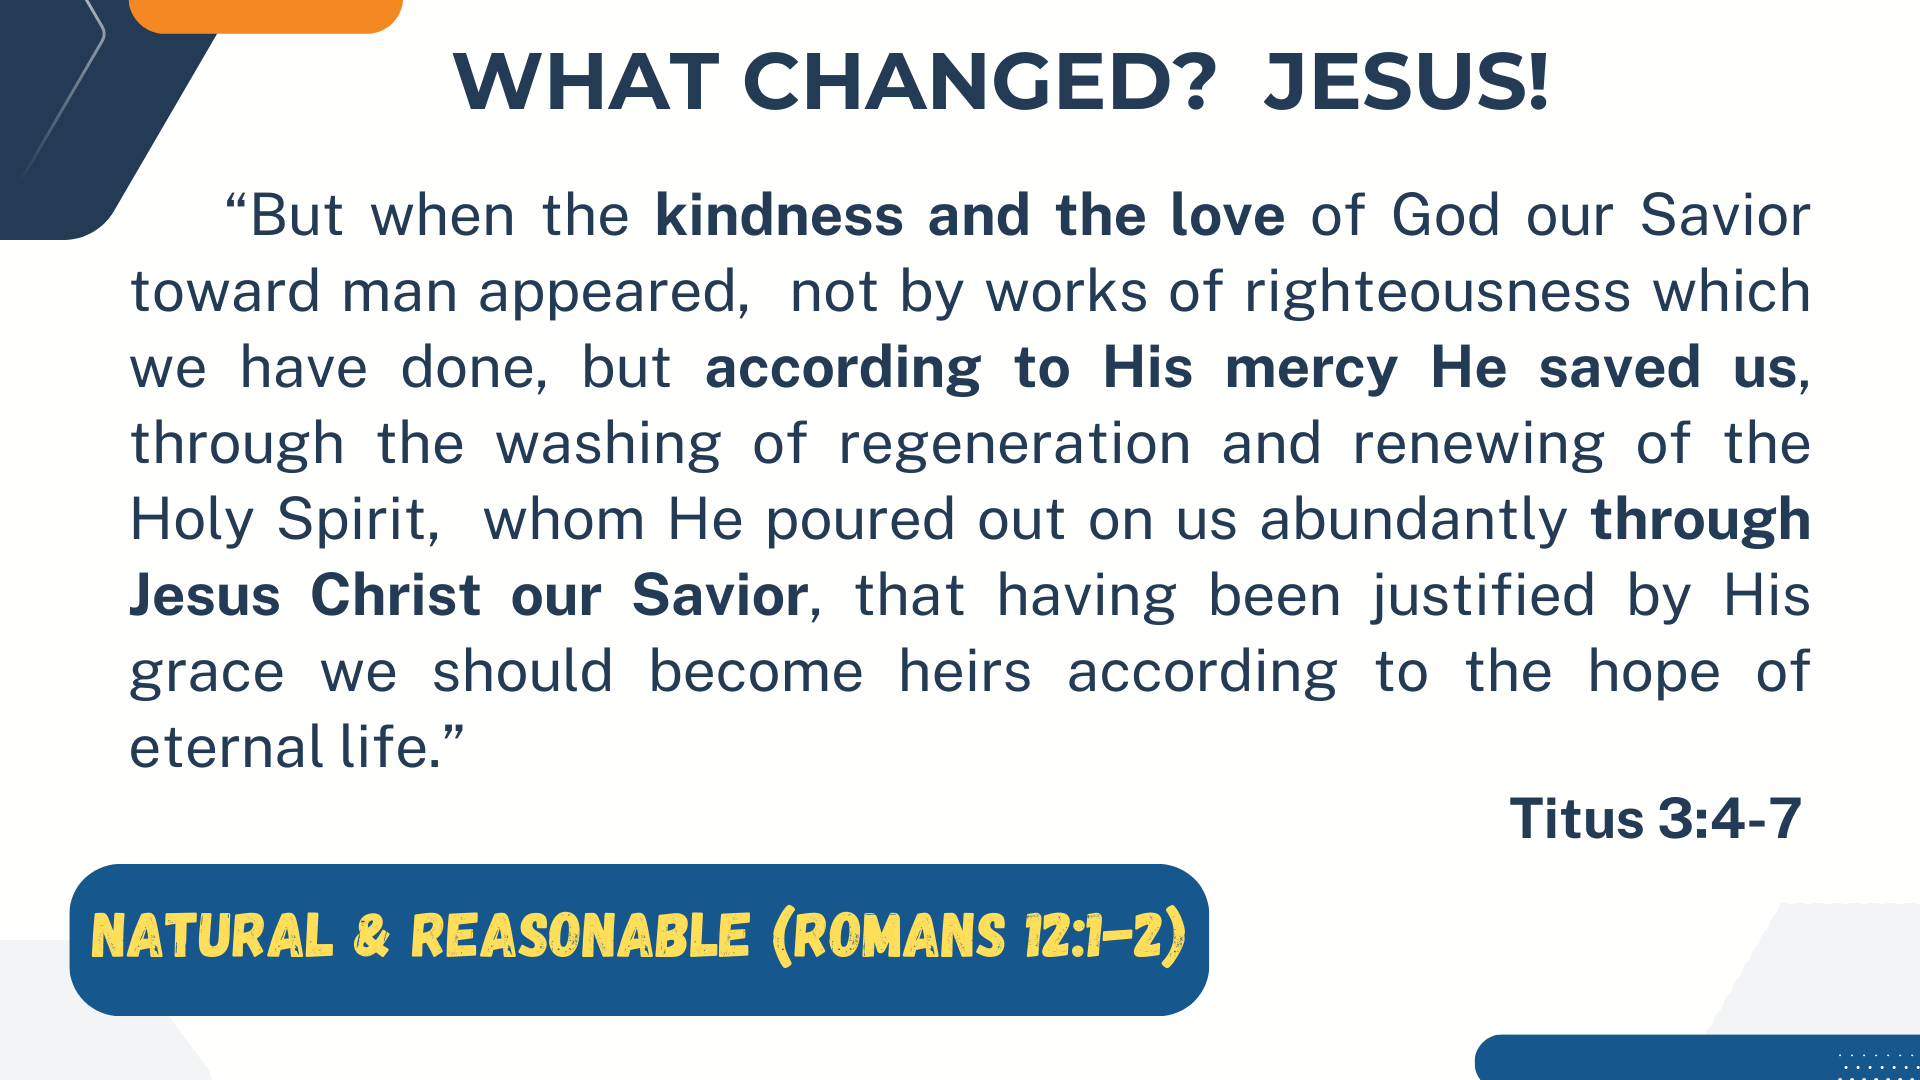 WHAT CHANGED?  JESUS!
“But when the kindness and the love of God our Savior
toward man appeared,  not by works of righteousness which
we have done, but according to His mercy He saved us,
through the washing of regeneration and renewing of the
Holy Spirit,  whom He poured out on us abundantly through
Jesus Christ our Savior, that having been justified by His
grace we should become heirs according to the hope of
eternal life.”
Titus 3:4-7
NATURAL & REASONABLE (ROMANS 12:1–2)